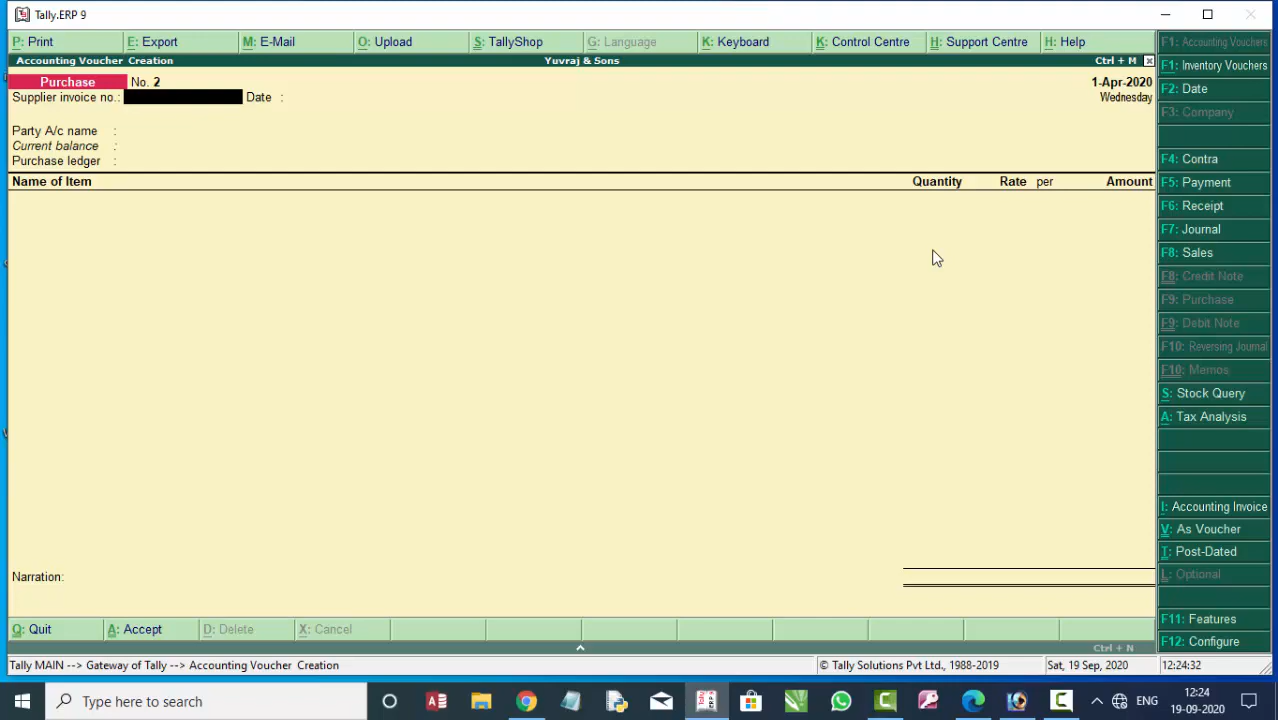 Tally.ERP 9
P: Print E: Export M: E-Mail O: Upload S: TallyShop G: Language K: Keyboard K: Control Centre H: Support Centre H: Help
Accounting Voucher Creation Yuvraj & Sons Ctrl + M
Purchase No. 2 1-Apr-2020
Supplier invoice no.: Date : Wednesday
Party A/c name :
Current balance :
Purchase ledger :
Name of Item Quantity Rate per Amount
Narration:
Q: Quit A: Accept D: Delete X: Cancel
Ctrl + N
Tally MAIN --> Gateway of Tally --> Accounting Voucher Creation © Tally Solutions Pvt Ltd., 1988-2019 Sat, 19 Sep, 2020 12:24:32
F1: Accounting Vouchers
F1: Inventory Vouchers
F2: Date
F3: Company
F4: Contra
F5: Payment
F6: Receipt
F7: Journal
F8: Sales
F8: Credit Note
F9: Purchase
F9: Debit Note
F10: Reversing Journal
F10: Memos
S: Stock Query
A: Tax Analysis
I: Accounting Invoice
V: As Voucher
T: Post-Dated
L: Optional
F11: Features
F12: Configure
Type here to search
ENG
12:24
19-09-2020